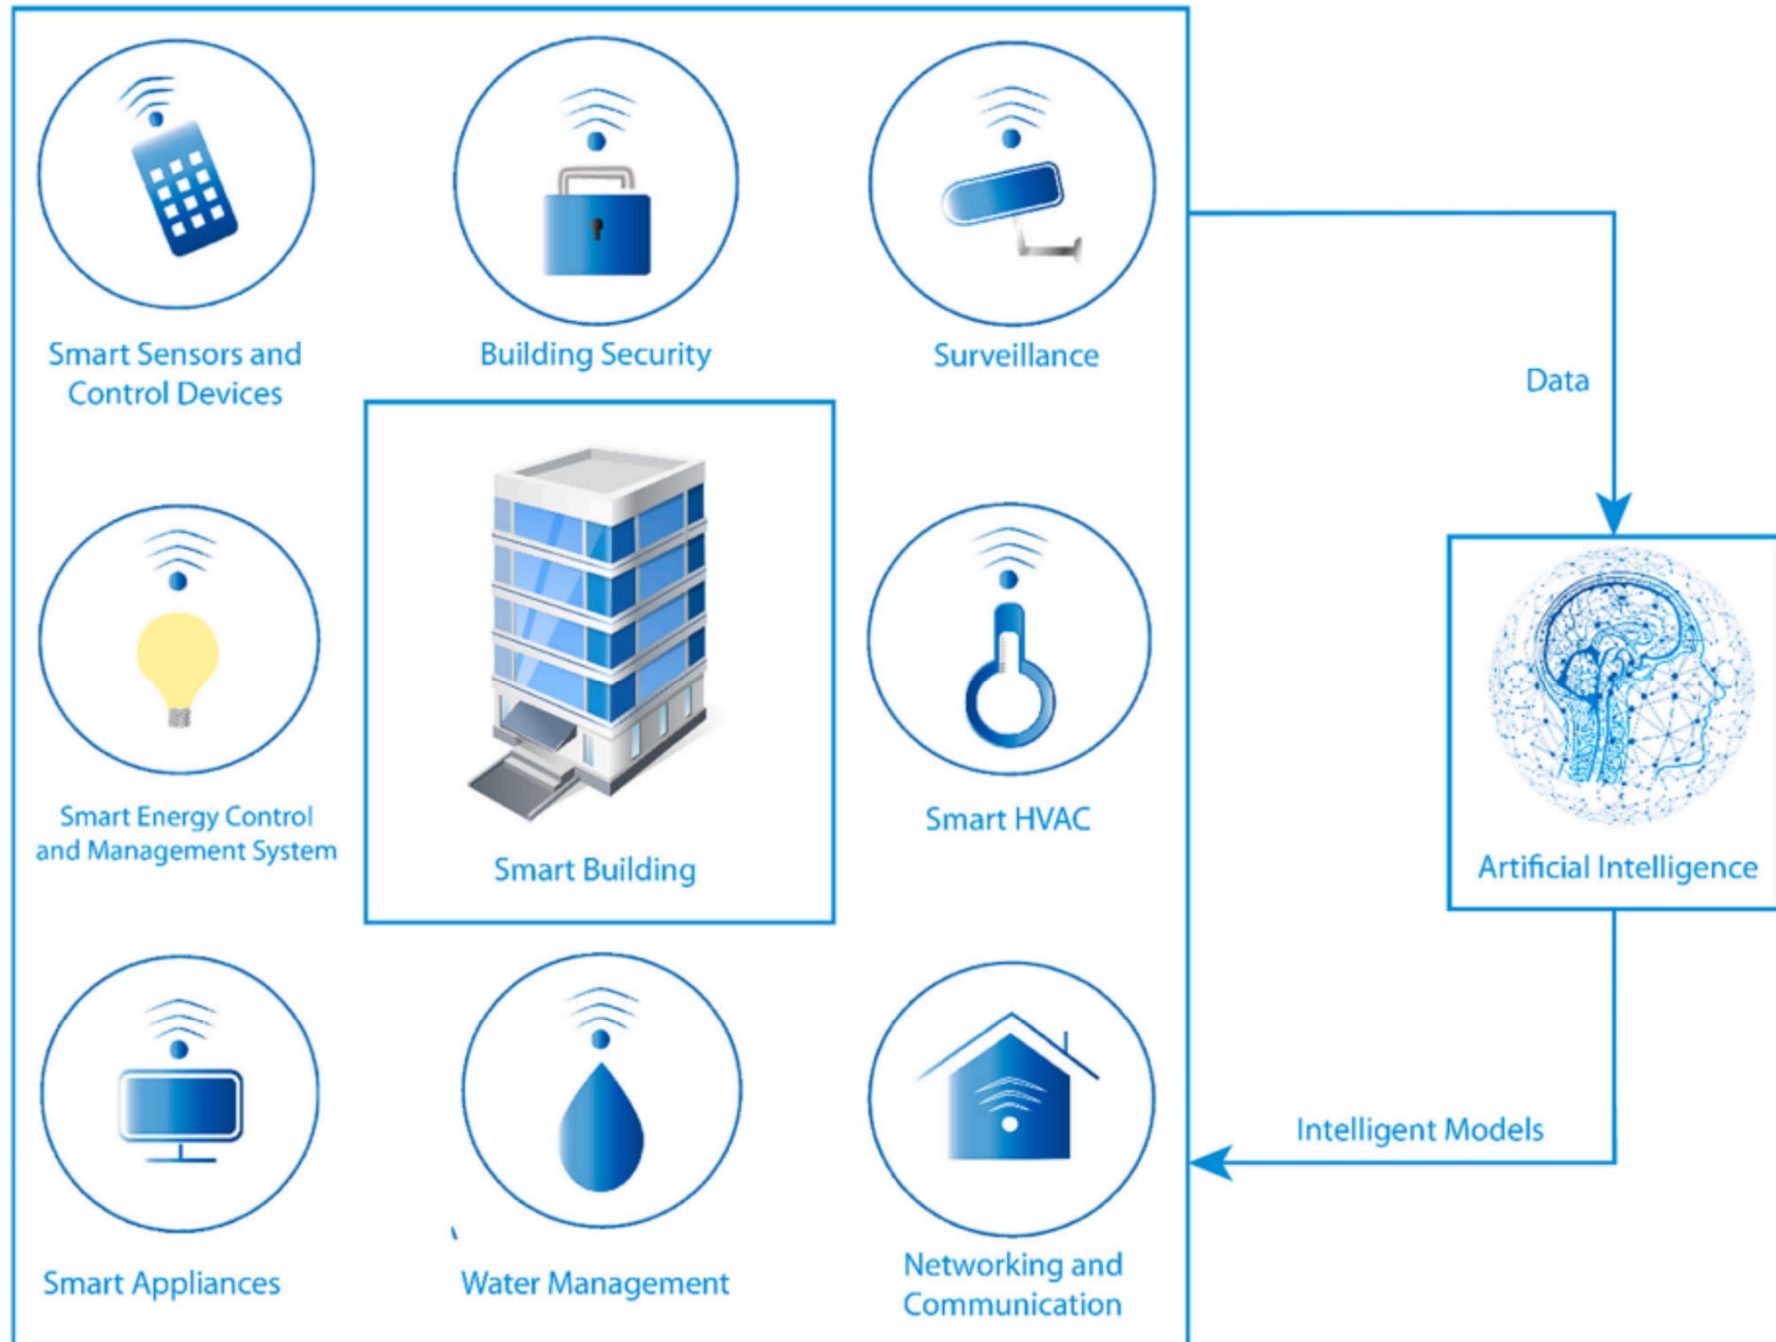 Smart Sensors and
Control Devices
Building Security
Surveillance
Data
Smart Energy Control
and Management System
Smart Building
Smart HVAC
Artificial Intelligence
Intelligent Models
Smart Appliances
Water Management
Networking and
Communication